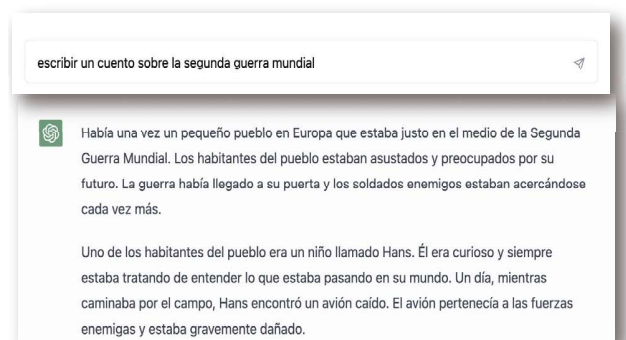 escribir un cuento sobre la segunda guerra mundial
Había una vez un pequeño pueblo en Europa que estaba justo en el medio de la Segunda
Guerra Mundial. Los habitantes del pueblo estaban asustados y preocupados por su
futuro. La guerra había llegado a su puerta y los soldados enemigos estaban acercándose
cada vez más.
Uno de los habitantes del pueblo era un niño llamado Hans. Él era curioso y siempre
estaba tratando de entender lo que estaba pasando en su mundo. Un día, mientras
caminaba por el campo, Hans encontró un avión caído. El avión pertenecía a las fuerzas
enemigas y estaba gravemente dañado.